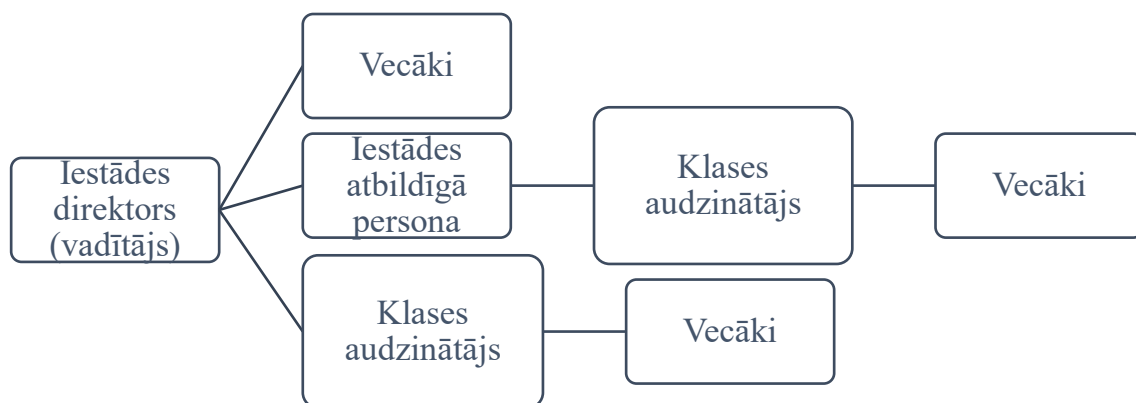 Vecāki
Iestādes
direktors
(vadītājs)
Iestādes
atbildīgā
persona
Klases
audzinātājs
Vecāki
Klases
audzinātājs
Vecāki